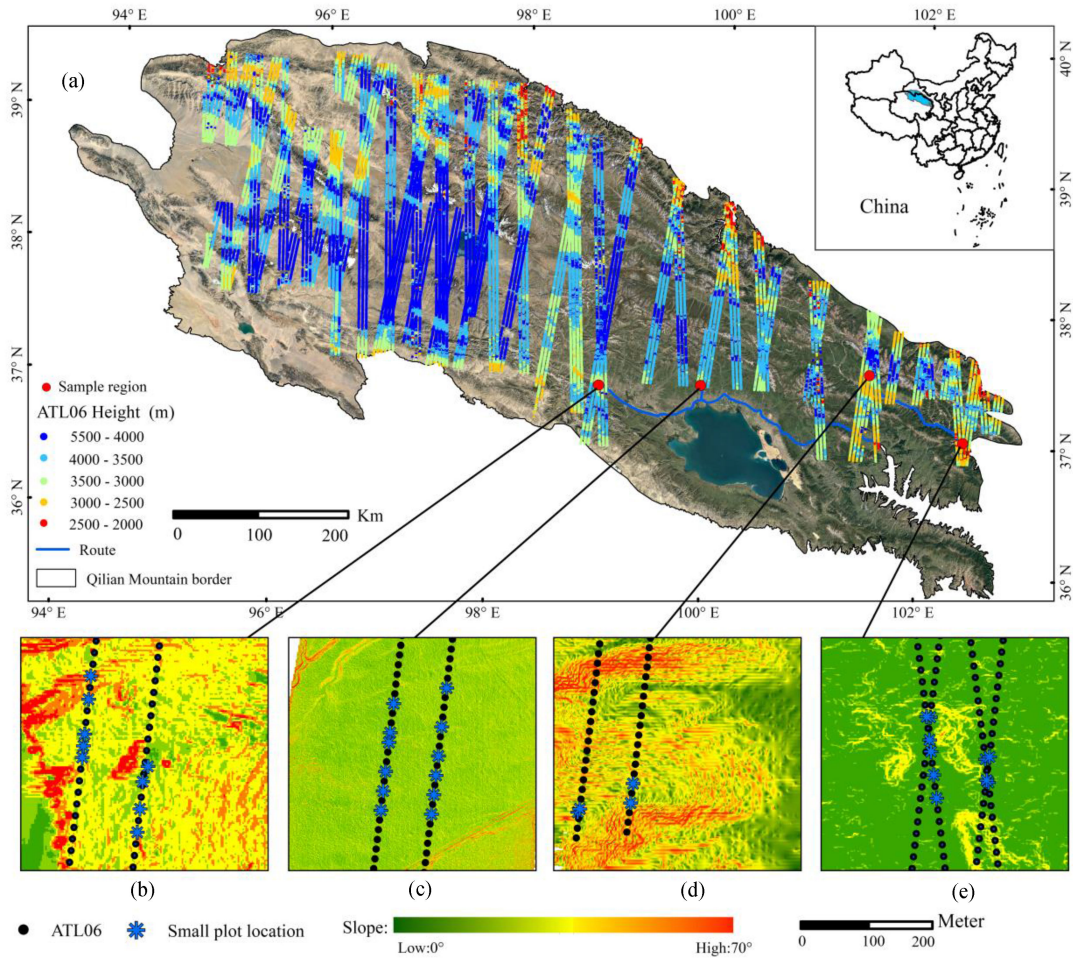 94° E 96° E 98° E 100° E 102° E
(a)
39° N
38° N
37° N
36° N
40° N
39° N
38° N
37° N
36° N
China
Sample region
ATL06 Height (m)
5500 - 4000
4000 - 3500
3500 - 3000
3000 - 2500
2500 - 2000
Route
Qilian Mountain border
Km
0 100 200
94° E 96° E 98° E 100° E 102° E
(b) (c) (d) (e)
ATL06 Small plot location Slope: Meter
Low:0° High:70° 0 100 200